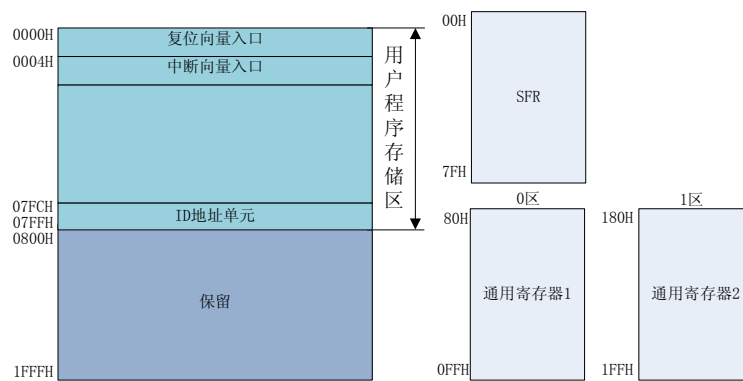 0000H
复位向量入口
0004H
中断向量入口
用户程序存储区
07FCH
07FFH
ID地址单元
0800H
保留
1FFFH
00H
SFR
7FH
0区
1区
80H
通用寄存器1
0FFH
180H
通用寄存器2
1FFH